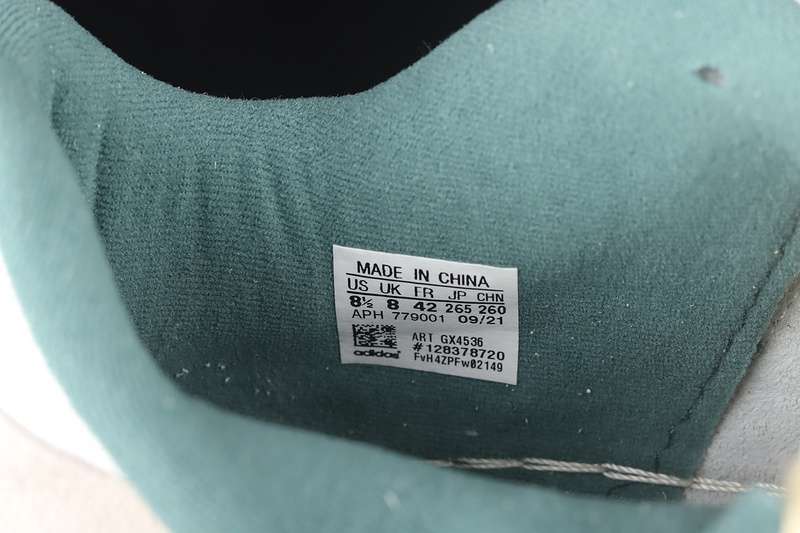 MADE IN CHINA
US UK FR JP CHN
8½ 8 42 265 260
APH 779001 09/21
ART GX4536
#128378720
adidas FvH4ZPFw02149